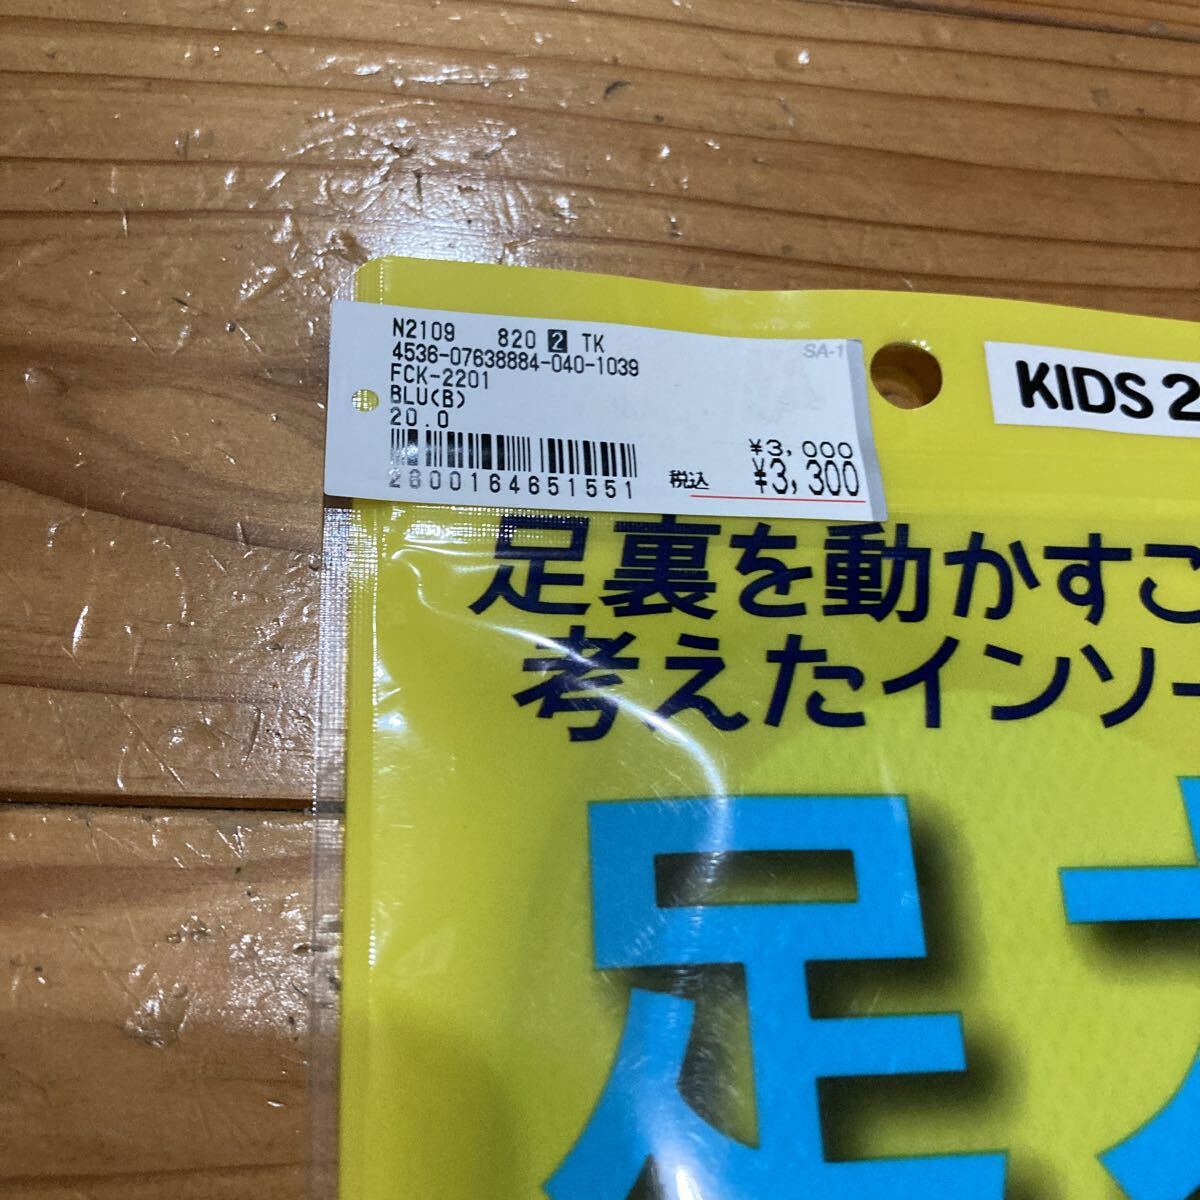 N2109 820 2 TK
4536-07638884-040-1039
FCK-2201
BLU(B)
20.0
2600164651551
SA-1
¥3,000
税込 ¥3,300
KIDS 2
足裏を動かすこ
考えたインソー
足